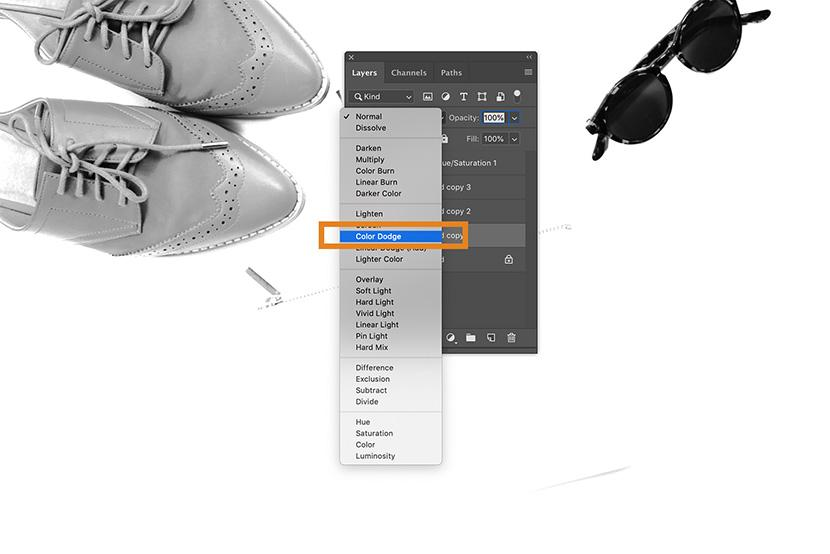 Layers Channels Paths
Kind
Normal Opacity: 100%
Dissolve
Fill: 100%
Darken
Multiply ue/Saturation 1
Color Burn
Linear Burn d copy 3
Darker Color
Lighten d copy 2
Screen
Color Dodge d copy
Linear Dodge (Add)
Lighter Color d
Overlay
Soft Light
Hard Light
Vivid Light
Linear Light
Pin Light
Hard Mix
Difference
Exclusion
Subtract
Divide
Hue
Saturation
Color
Luminosity